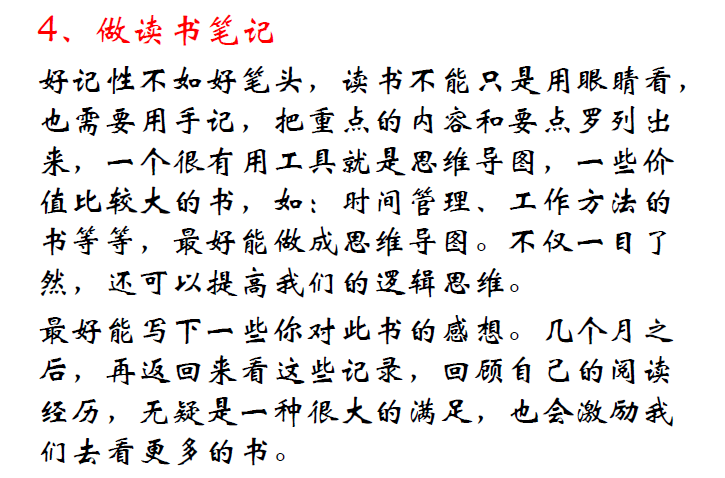 4、做读书笔记
好记性不如好笔头，读书不能只是用眼睛看，
也需要用手记，把重点的内容和要点罗列出
来，一个很有用工具就是思维导图，一些价
值比较大的书，如：时间管理、工作方法的
书等等，最好能做成思维导图。不仅一目了
然，还可以提高我们的逻辑思维。
最好能写下一些你对此书的感想。几个月之
后，再返回来看这些记录，回顾自己的阅读
经历，无疑是一种很大的满足，也会激励我
们去看更多的书。